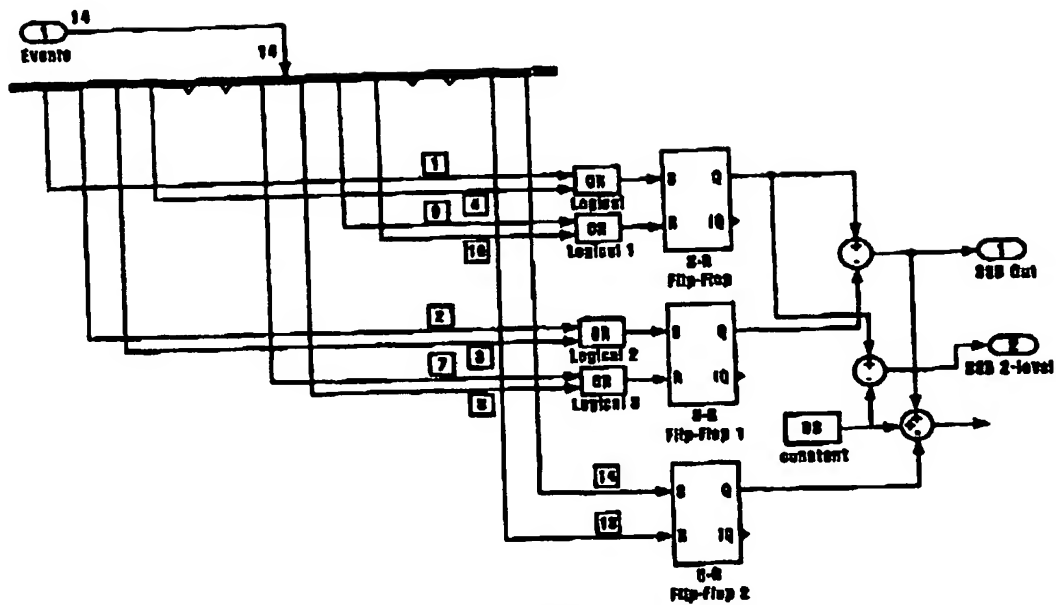 14
1
Events
14
1
OR
S
Q
4
Logical
9
OR
R
!Q
10
Logical 1
S-R
Flip-Flop
+
-
1
SSB Out
2
OR
S
Q
3
Logical 2
7
OR
R
!Q
8
Logical 3
S-R
Flip-Flop 1
+
-
2
SSB 2-level
constant
+
+
-
14
S
Q
13
R
!Q
S-R
Flip-Flop 2